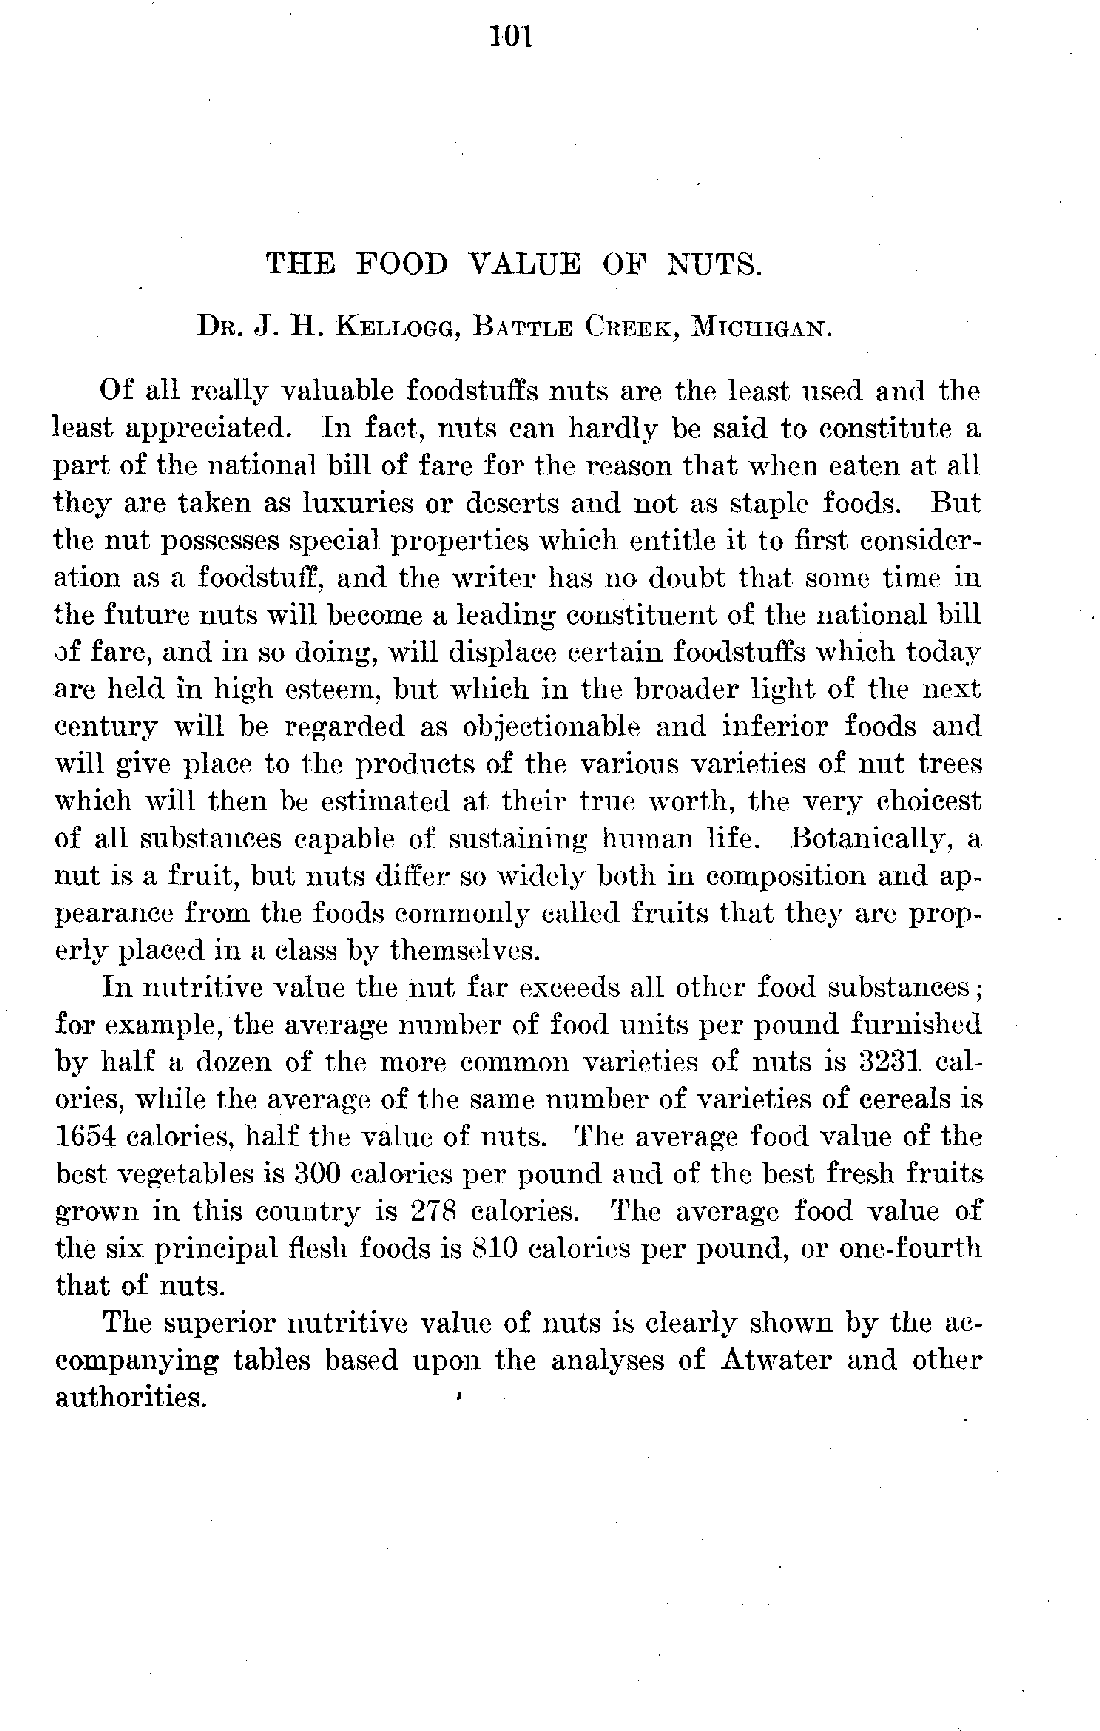 101
THE FOOD VALUE OF NUTS.
DR. J. H. KELLOGG, BATTLE CREEK, MICHIGAN.
Of all really valuable foodstuffs nuts are the least used and the
least appreciated. In fact, nuts can hardly be said to constitute a
part of the national bill of fare for the reason that when eaten at all
they are taken as luxuries or deserts and not as staple foods. But
the nut possesses special properties which entitle it to first consider-
ation as a foodstuff, and the writer has no doubt that some time in
the future nuts will become a leading constituent of the national bill
of fare, and in so doing, will displace certain foodstuffs which today
are held in high esteem, but which in the broader light of the next
century will be regarded as objectionable and inferior foods and
will give place to the products of the various varieties of nut trees
which will then be estimated at their true worth, the very choicest
of all substances capable of sustaining human life. Botanically, a
nut is a fruit, but nuts differ so widely both in composition and ap-
pearance from the foods commonly called fruits that they are prop-
erly placed in a class by themselves.
In nutritive value the nut far exceeds all other food substances;
for example, the average number of food units per pound furnished
by half a dozen of the more common varieties of nuts is 3231 cal-
ories, while the average of the same number of varieties of cereals is
1654 calories, half the value of nuts. The average food value of the
best vegetables is 300 calories per pound and of the best fresh fruits
grown in this country is 278 calories. The average food value of
the six principal flesh foods is 810 calories per pound, or one-fourth
that of nuts.
The superior nutritive value of nuts is clearly shown by the ac-
companying tables based upon the analyses of Atwater and other
authorities.